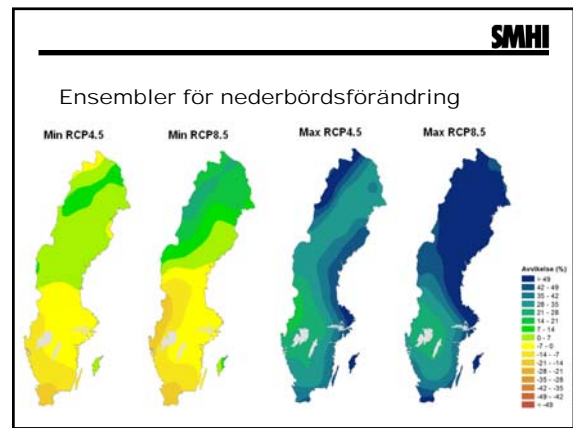 SMHI
Ensembler för nederbördsförändring
Min RCP4.5
Min RCP8.5
Max RCP4.5
Max RCP8.5
Avvikelse (%)
> 49
42 - 49
35 - 42
28 - 35
21 - 28
14 - 21
7 - 14
0 - 7
-7 - 0
-14 - -7
-21 - -14
-28 - -21
-35 - -28
-42 - -35
-49 - -42
< -49